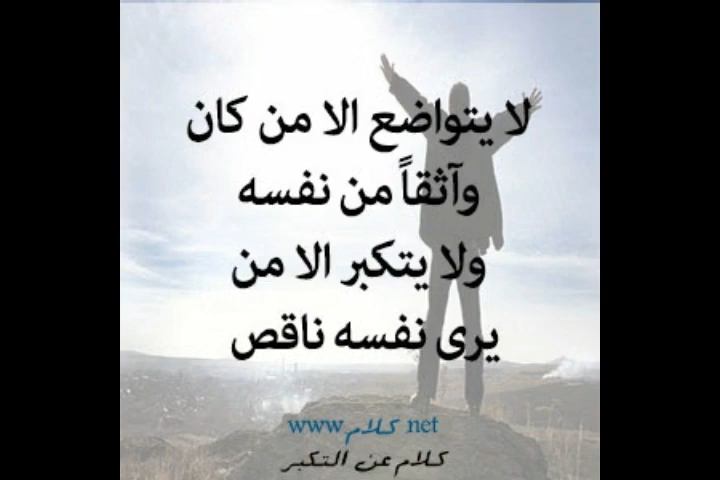 لا يتواضع الا من كان
وآثقاً من نفسه
ولا يتكبر الا من
يرى نفسه ناقص
www.كلام.net
كلام عن التكبر